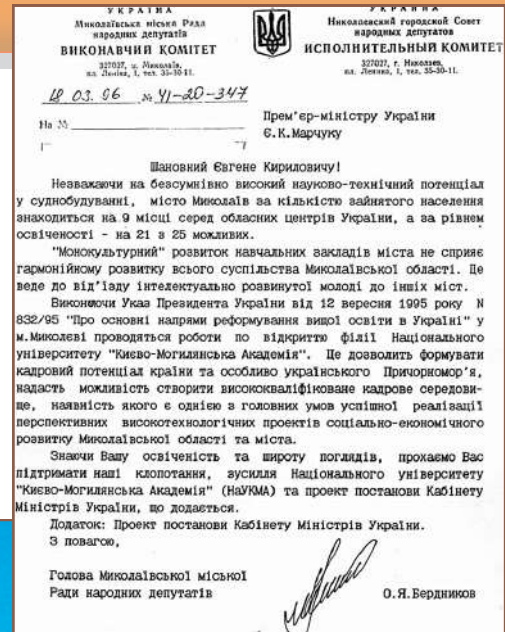 УКРАЇНА
Миколаївська міська Рада
народних депутатів
ВИКОНАВЧИЙ КОМІТЕТ
327027, м. Миколаїв,
пл. Леніна, 1, тел. 35-30-11.
УКРАИНА
Николаевский городской Совет
народных депутатов
ИСПОЛНИТЕЛЬНЫЙ КОМИТЕТ
327027, г. Николаев,
пл. Ленина, 1, тел. 35-30-11.
18.03.96 № 41-20-347
На №
Прем'єр-міністру України
Є.К.Марчуку
Шановний Євгене Кириловичу!
Незважаючи на безсумнівно високий науково-технічний потенціал
у суднобудуванні, місто Миколаїв за кількістю зайнятого населення
знаходиться на 9 місці серед обласних центрів України, а за рівнем
освіченості - на 21 з 25 можливих.
"Монокультурний" розвиток навчальних закладів міста не сприяє
гармонійному розвитку всього суспільства Миколаївської області. Це
веде до від'їзду інтелектуально розвинутої молоді до інших міст.
Виконуючи Указ Президента України від 12 вересня 1995 року N
832/95 "Про основні напрями реформування вищої освіти в Україні" у
м.Миколаєві проводяться роботи по відкриттю філії Національного
університету "Києво-Могилянська Академія". Це дозволить формувати
кадровий потенціал країни та особливо українського Причорномор'я,
надасть можливість створити висококваліфіковане кадрове середови-
ще, наявність якого є однією з головних умов успішної реалізації
перспективних високотехнологічних проектів соціально-економічного
розвитку Миколаївської області та міста.
Знаючи Вашу освіченість та широту поглядів, прохаємо Вас
підтримати наші клопотання, зусилля Національного університету
"Києво-Могилянська Академія" (НаУКМА) та проект постанови Кабінету
Міністрів України, що додається.
Додаток: Проект постанови Кабінету Міністрів України.
З повагою,
Голова Миколаївської міської
Ради народних депутатів
О.Я.Бердников